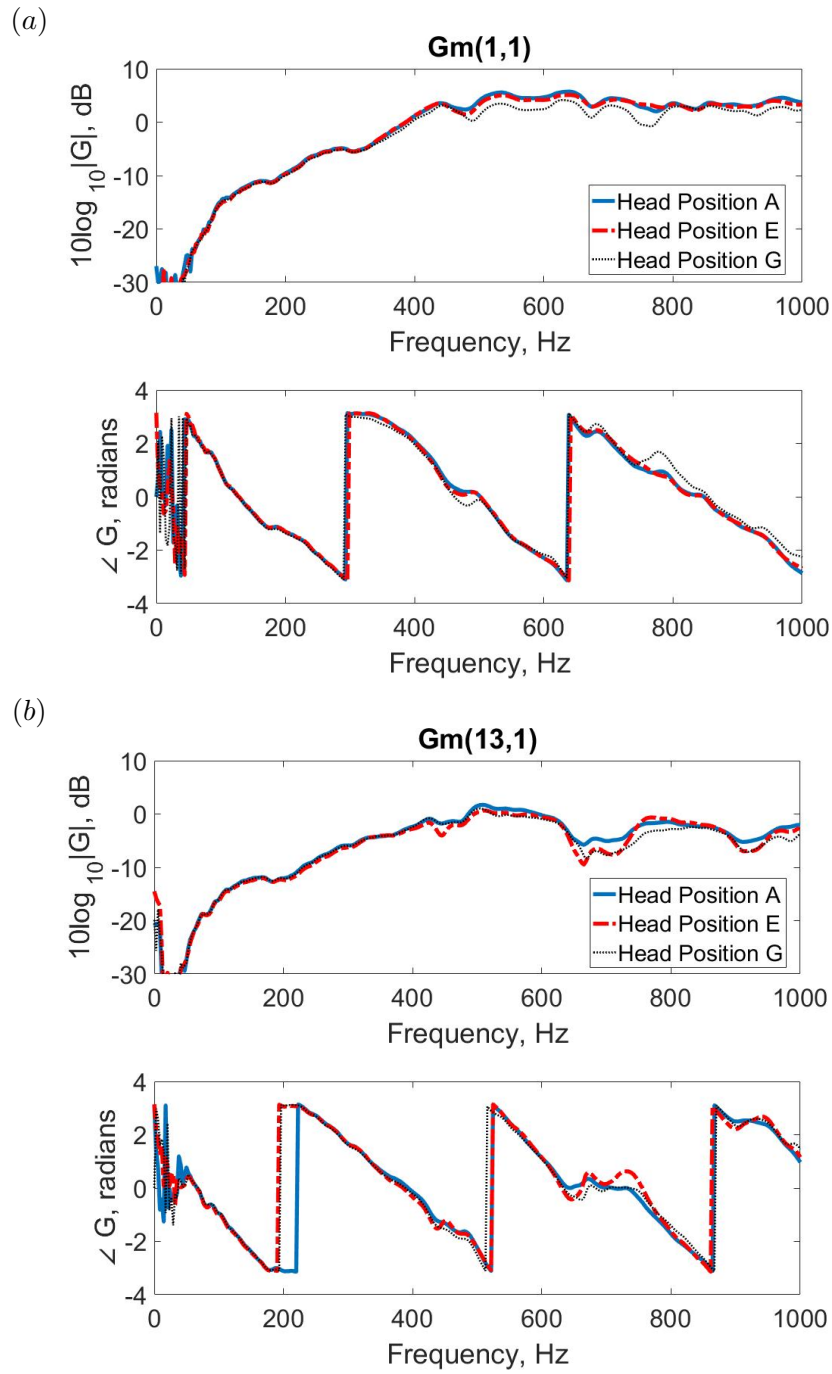 (a)
Gm(1,1)
10log 10|G|, dB
10
0
-10
-20
-30
Head Position A
Head Position E
Head Position G
0 200 400 600 800 1000
Frequency, Hz
∠ G, radians
4
2
0
-2
-4
0 200 400 600 800 1000
Frequency, Hz
(b)
Gm(13,1)
10log 10|G|, dB
10
0
-10
-20
-30
Head Position A
Head Position E
Head Position G
0 200 400 600 800 1000
Frequency, Hz
∠ G, radians
4
2
0
-2
-4
0 200 400 600 800 1000
Frequency, Hz